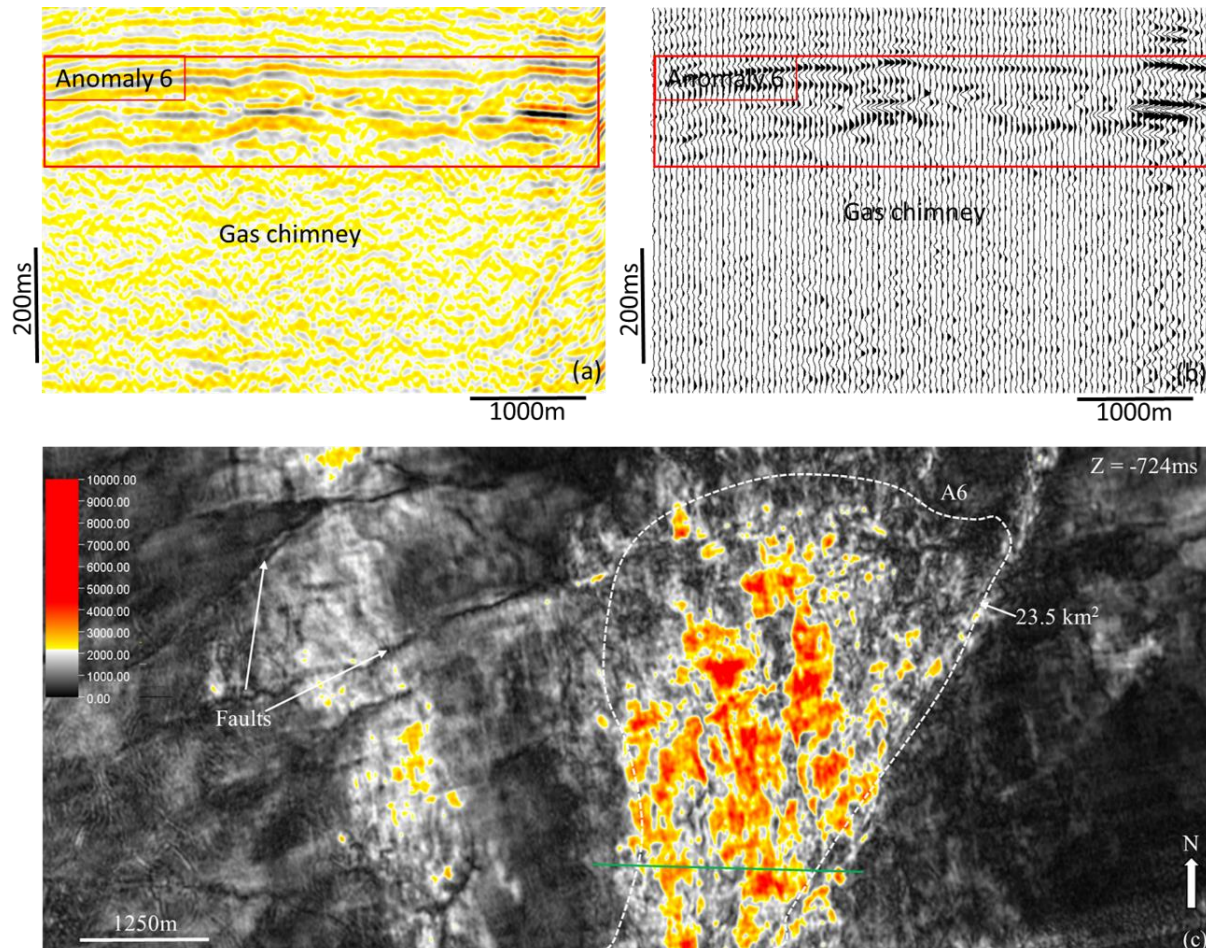 Anomaly 6
Gas chimney
200ms
(a)
1000m
Anomaly 6
Gas chimney
200ms
(b)
1000m
Z = -724ms
A6
10000.00
9000.00
8000.00
7000.00
6000.00
5000.00
4000.00
3000.00
2000.00
1000.00
0.00
23.5 km²
Faults
N
1250m
(c)